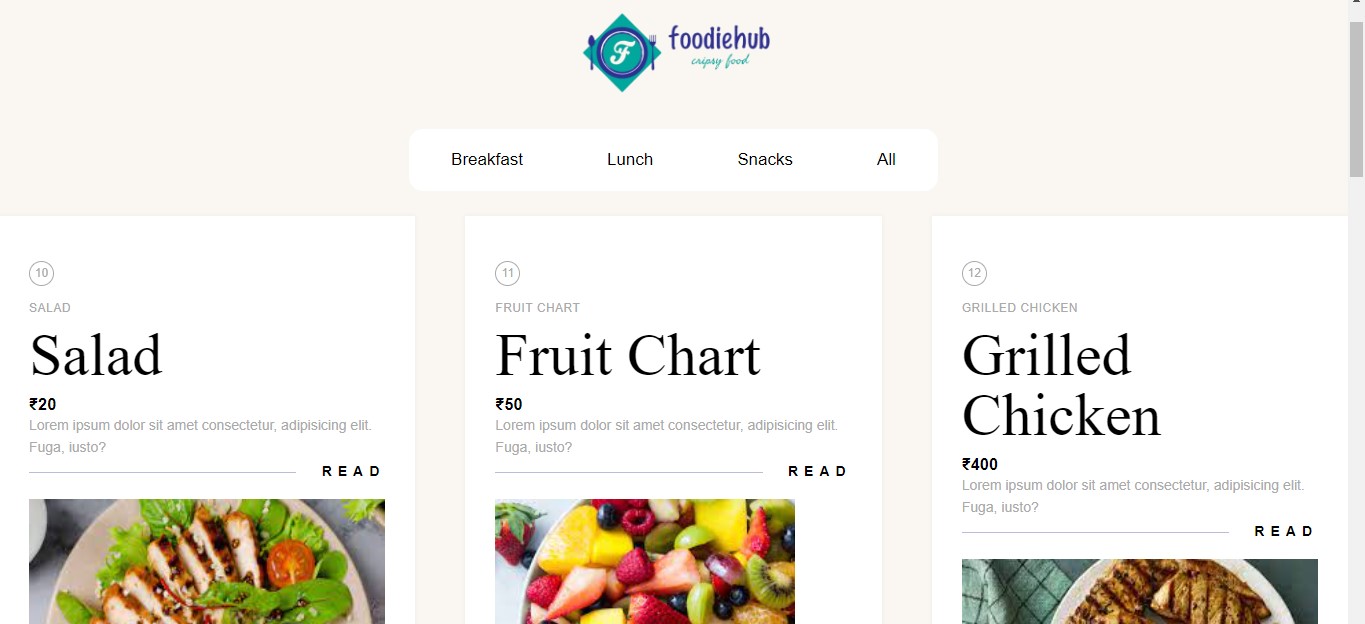 F
foodiehub
cripsy food
Breakfast
Lunch
Snacks
All
10
SALAD
Salad
₹20
Lorem ipsum dolor sit amet consectetur, adipisicing elit.
Fuga, iusto?
READ
11
FRUIT CHART
Fruit Chart
₹50
Lorem ipsum dolor sit amet consectetur, adipisicing elit.
Fuga, iusto?
READ
12
GRILLED CHICKEN
Grilled
Chicken
₹400
Lorem ipsum dolor sit amet consectetur, adipisicing elit.
Fuga, iusto?
READ